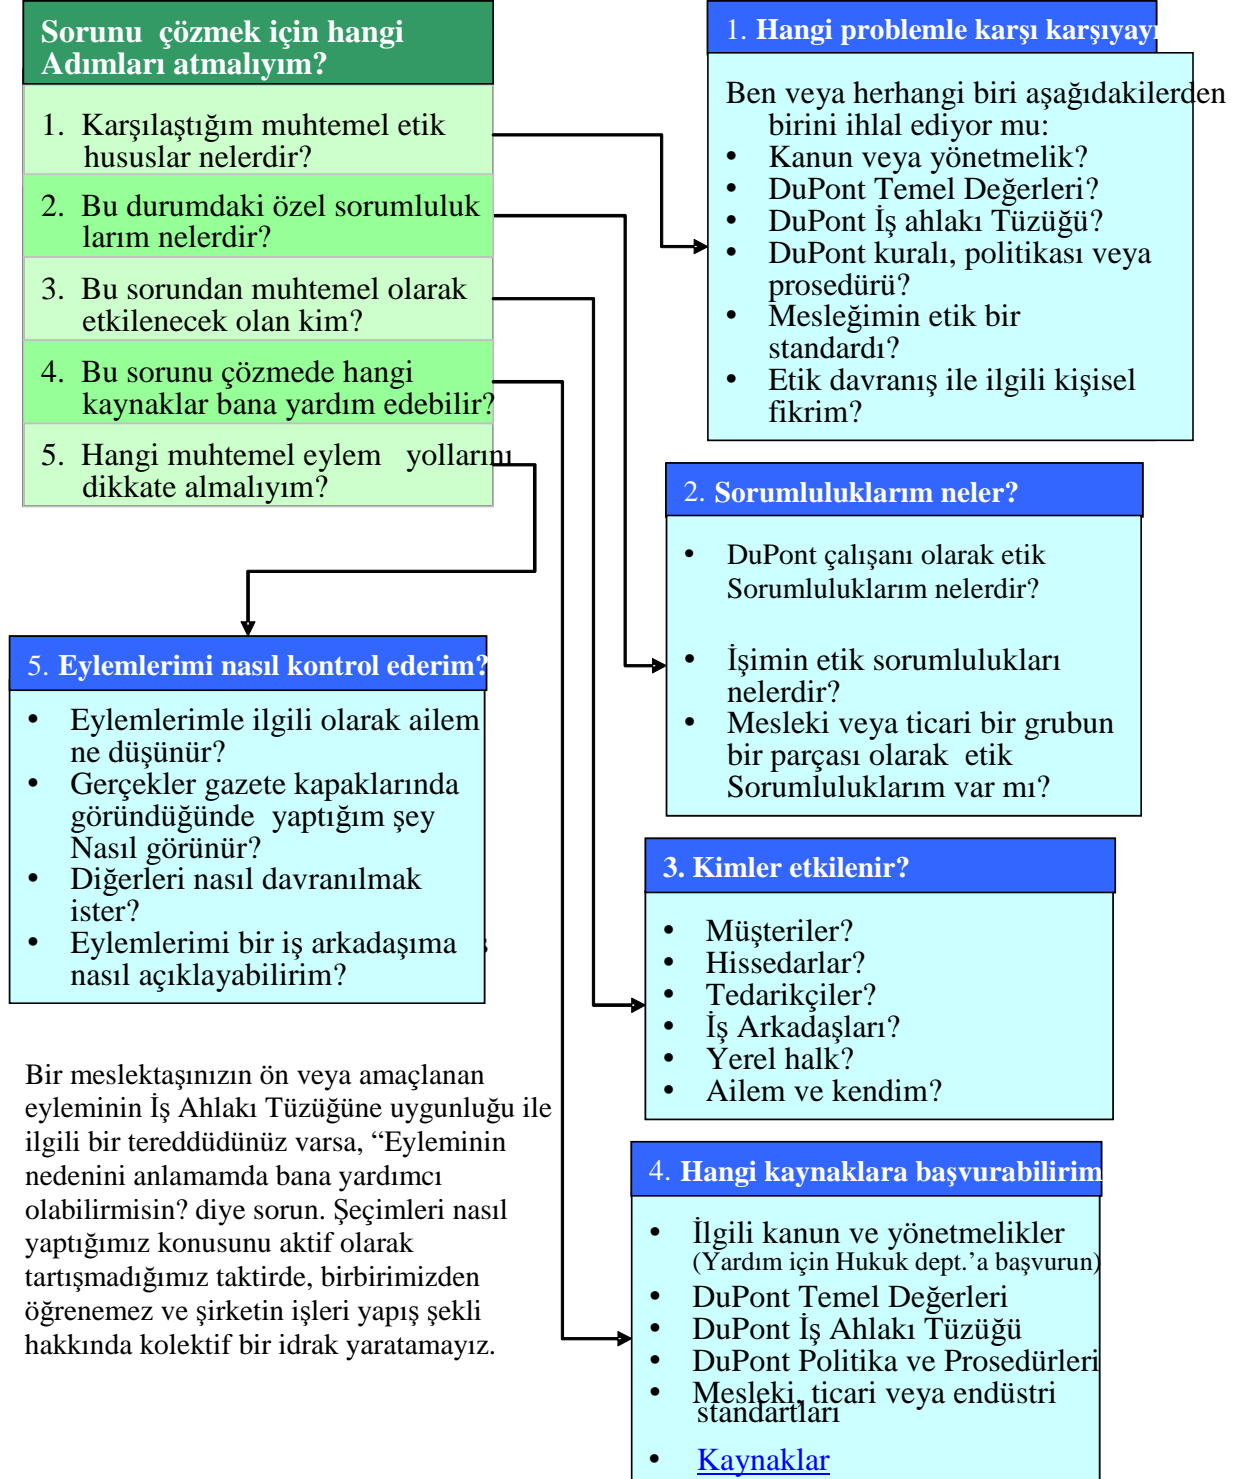 Sorunu çözmek için hangi
Adımları atmalıyım?
1. Karşılaştığım muhtemel etik
hususlar nelerdir?
2. Bu durumdaki özel sorumluluk
larım nelerdir?
3. Bu sorundan muhtemel olarak
etkilenecek olan kim?
4. Bu sorunu çözmede hangi
kaynaklar bana yardım edebilir?
5. Hangi muhtemel eylem yollarını
dikkate almalıyım?
1. Hangi problemle karşı karşıyayı
Ben veya herhangi biri aşağıdakilerden
birini ihlal ediyor mu:
• Kanun veya yönetmelik?
• DuPont Temel Değerleri?
• DuPont İş ahlakı Tüzüğü?
• DuPont kuralı, politikası veya
prosedürü?
• Mesleğimin etik bir
standardı?
• Etik davranış ile ilgili kişisel
fikrim?
2. Sorumluluklarım neler?
• DuPont çalışanı olarak etik
Sorumluluklarım nelerdir?
• İşimin etik sorumlulukları
nelerdir?
• Mesleki veya ticari bir grubun
bir parçası olarak etik
Sorumluluklarım var mı?
3. Kimler etkilenir?
• Müşteriler?
• Hissedarlar?
• Tedarikçiler?
• İş Arkadaşları?
• Yerel halk?
• Ailem ve kendim?
4. Hangi kaynaklara başvurabilirim
• İlgili kanun ve yönetmelikler
(Yardım için Hukuk dept.’a başvurun)
• DuPont Temel Değerleri
• DuPont İş Ahlakı Tüzüğü
• DuPont Politika ve Prosedürleri
• Mesleki, ticari veya endüstri
standartları
• Kaynaklar
5. Eylemlerimi nasıl kontrol ederim?
• Eylemlerimle ilgili olarak ailem
ne düşünür?
• Gerçekler gazete kapaklarında
göründüğünde yaptığım şey
Nasıl görünür?
• Diğerleri nasıl davranılmak
ister?
• Eylemlerimi bir iş arkadaşıma
nasıl açıklayabilirim?
Bir meslektaşınızın ön veya amaçlanan
eyleminin İş Ahlakı Tüzüğüne uygunluğu ile
ilgili bir tereddüdünüz varsa, “Eyleminin
nedenini anlamamda bana yardımcı
olabilirmisin? diye sorun. Şeçimleri nasıl
yaptığımız konusunu aktif olarak
tartışmadığımız taktirde, birbirimizden
öğrenemez ve şirketin işleri yapış şekli
hakkında kolektif bir idrak yaratamayız.